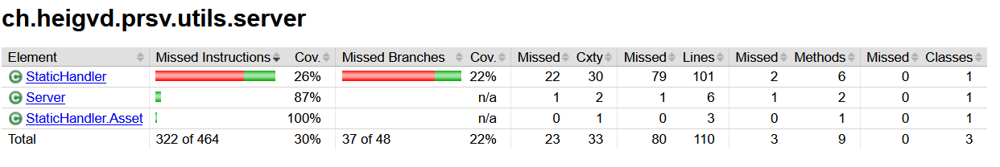 ch.heigvd.prsv.utils.server
Element Missed Instructions Cov. Missed Branches Cov. Missed Cxty Missed Lines Missed Methods Missed Classes
StaticHandler 26% 22% 22 30 79 101 2 6 0 1
Server 87% n/a 1 2 1 6 1 2 0 1
StaticHandler.Asset 100% n/a 0 1 0 3 0 1 0 1
Total 322 of 464 30% 37 of 48 22% 23 33 80 110 3 9 0 3